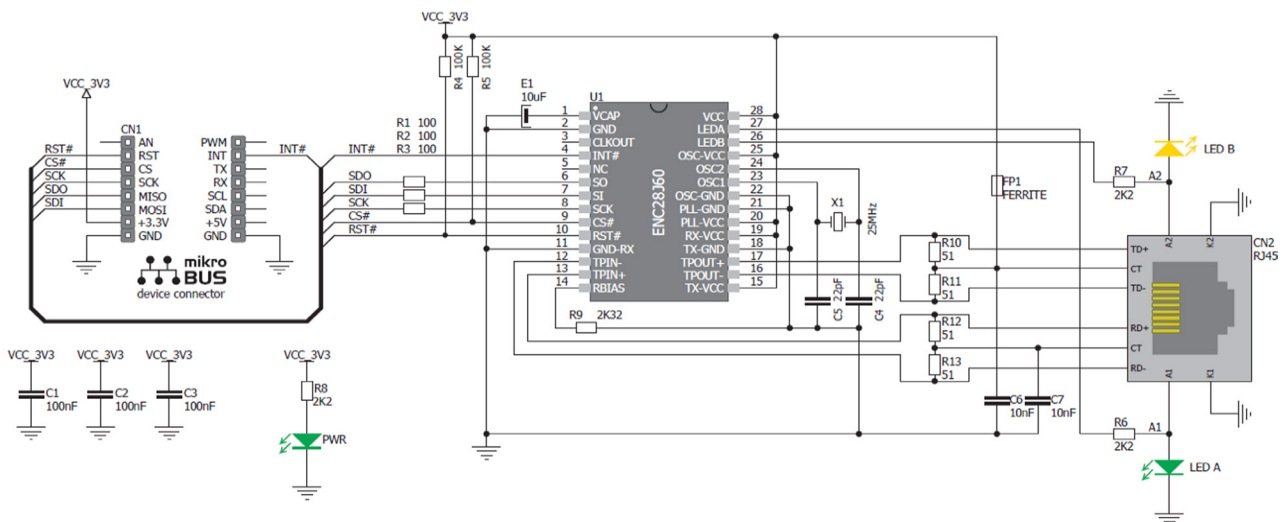 VCC_3V3
VCC_3V3
CN1
AN
RST
CS
SCK
MISO
MOSI
+3.3V
GND
PWM
INT
TX
RX
SCL
SDA
+5V
GND
RST#
CS#
SCK
SDO
SDI
INT#
mikro
BUS
device connector
R4 100K
R5 100K
E1
10uF
R1 100
R2 100
R3 100
INT#
SDO
SDI
SCK
CS#
RST#
U1
ENC28J60
1 VCAP
2 GND
3 CLKOUT
4 INT#
5 NC
6 SO
7 SI
8 SCK
9 CS#
10 RST#
11 GND-RX
12 TPIN-
13 TPIN+
14 RBIAS
VCC 28
LEDA 27
LEDB 26
OSC-VCC 25
OSC2 24
OSC1 23
OSC-GND 22
PLL-GND 21
PLL-VCC 20
RX-VCC 19
TX-GND 18
TPOUT+ 17
TPOUT- 16
TX-VCC 15
R9 2K32
X1
25MHz
C5 22pF
C4 22pF
FP1
FERRITE
R7
2K2
A2
LED B
R10
51
R11
51
R12
51
R13
51
CN2
RJ45
A2
K2
TD+
CT
TD-
RD+
CT
RD-
A1
K1
C6
10nF
C7
10nF
R6
2K2
A1
LED A
VCC_3V3
C1
100nF
VCC_3V3
C2
100nF
VCC_3V3
C3
100nF
VCC_3V3
R8
2K2
PWR